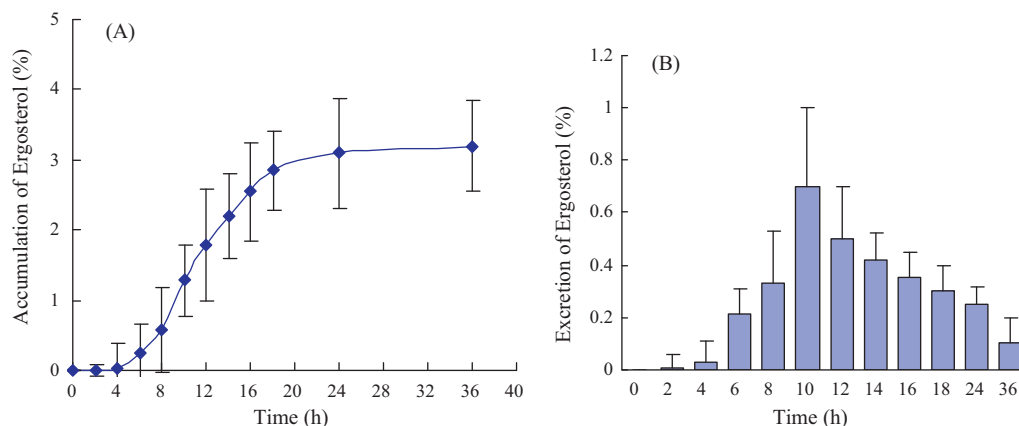 (A)
Accumulation of Ergosterol (%)
5
4
3
2
1
0
0 4 8 12 16 20 24 28 32 36 40
Time (h)
(B)
Excretion of Ergosterol (%)
1.2
1
0.8
0.6
0.4
0.2
0
0 2 4 6 8 10 12 14 16 18 24 36
Time (h)